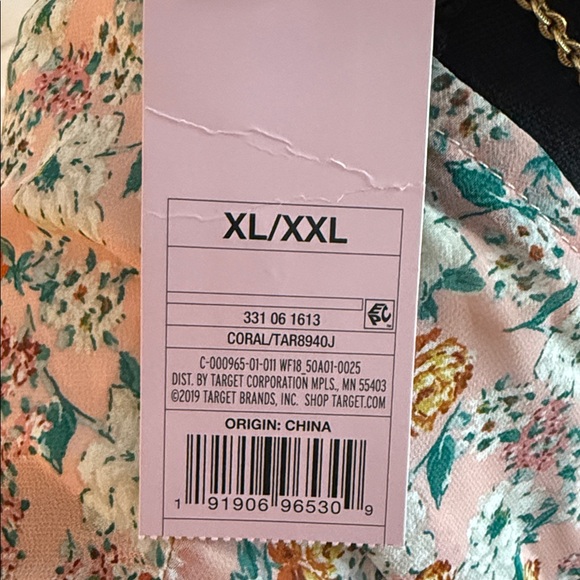 XL/XXL
331 06 1613
CORAL/TAR8940J
C-000965-01-011 WF18_50A01-0025
DIST. BY TARGET CORPORATION MPLS., MN 55403
©2019 TARGET BRANDS, INC. SHOP TARGET.COM
ORIGIN: CHINA
1 91906 96530 9